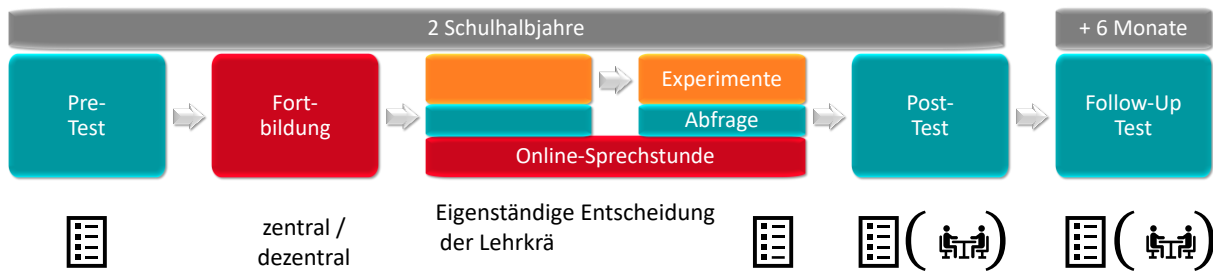 2 Schulhalbjahre
+ 6 Monate
Pre-
Test
Fort-
bildung
Experimente
Abfrage
Online-Sprechstunde
Post-
Test
Follow-Up
Test
zentral /
dezentral
Eigenständige Entscheidung
der Lehrkrä
( )
( )